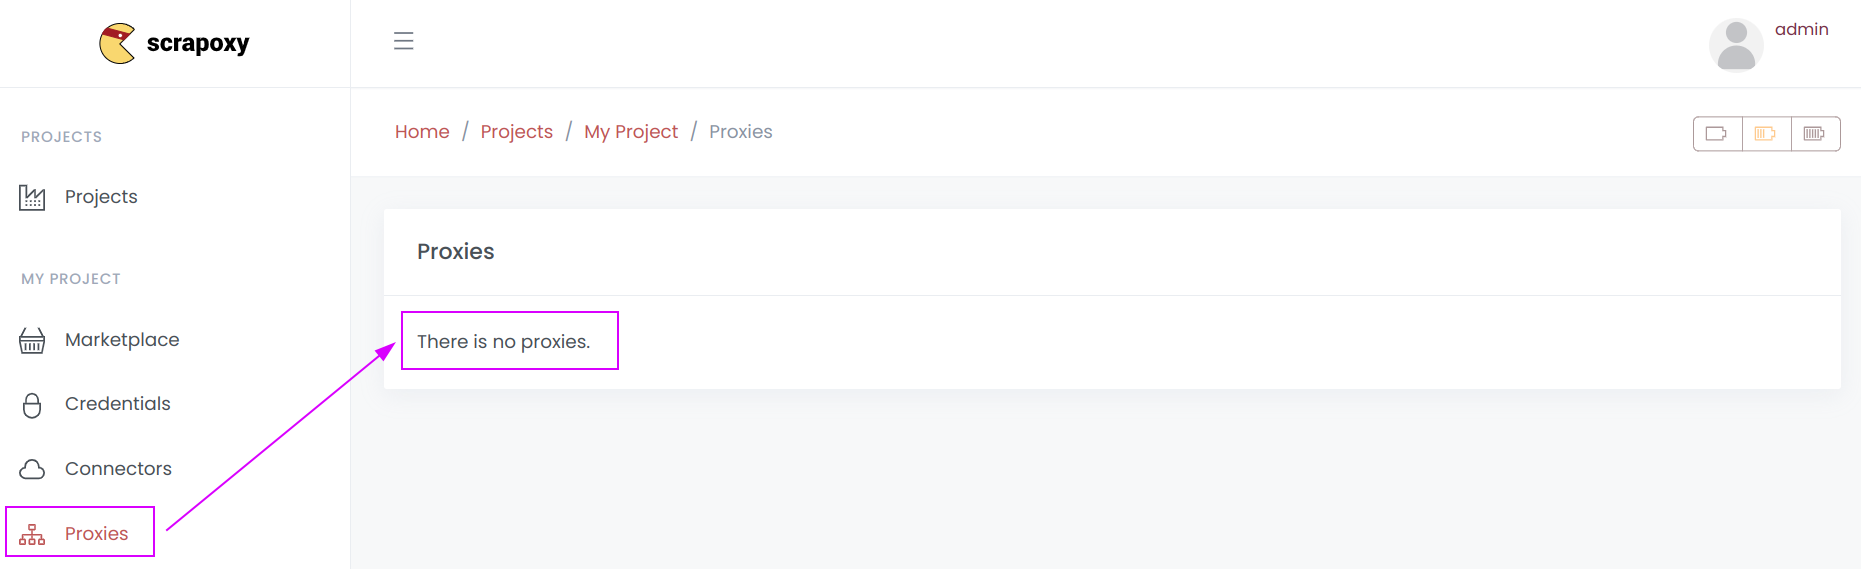 scrapoxy
admin
PROJECTS
Projects
MY PROJECT
Marketplace
Credentials
Connectors
Proxies
Home / Projects / My Project / Proxies
Proxies
There is no proxies.